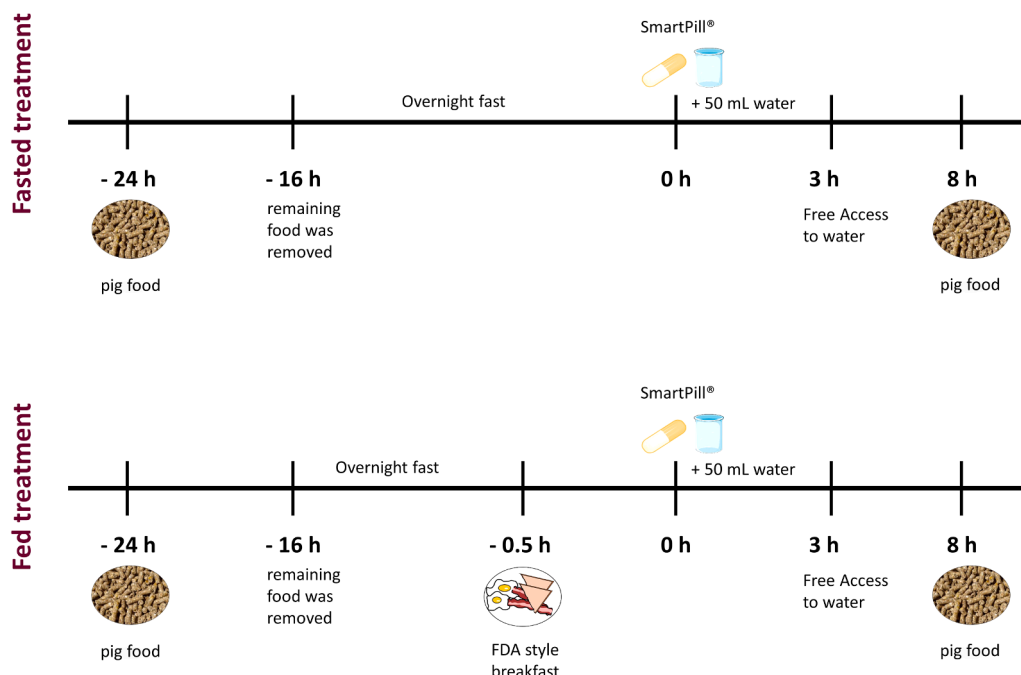 Fasted treatment
SmartPill®
Overnight fast
+ 50 mL water
- 24 h
- 16 h
0 h
3 h
8 h
remaining
food was
removed
Free Access
to water
pig food
pig food
Fed treatment
SmartPill®
Overnight fast
+ 50 mL water
- 24 h
- 16 h
- 0.5 h
0 h
3 h
8 h
remaining
food was
removed
Free Access
to water
pig food
FDA style
breakfast
pig food